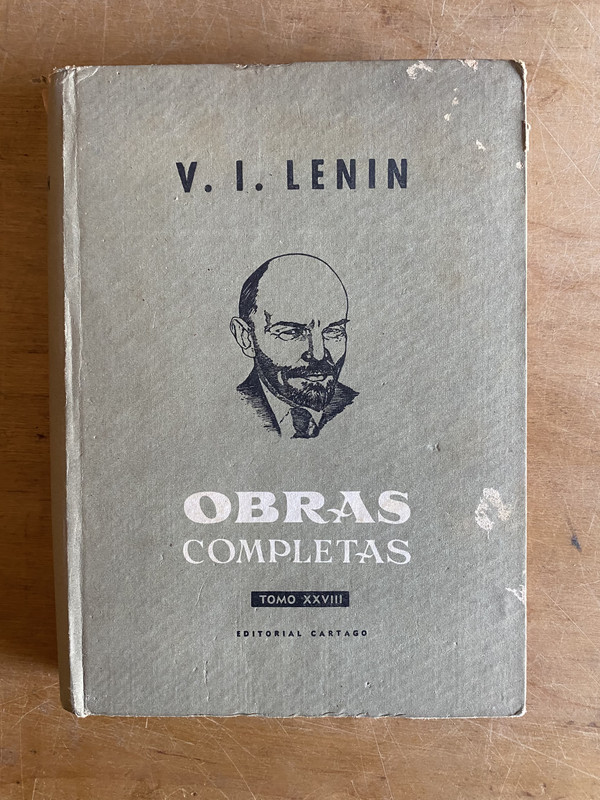 V. I. LENIN
OBRAS
COMPLETAS
TOMO XXVIII
EDITORIAL CARTAGO